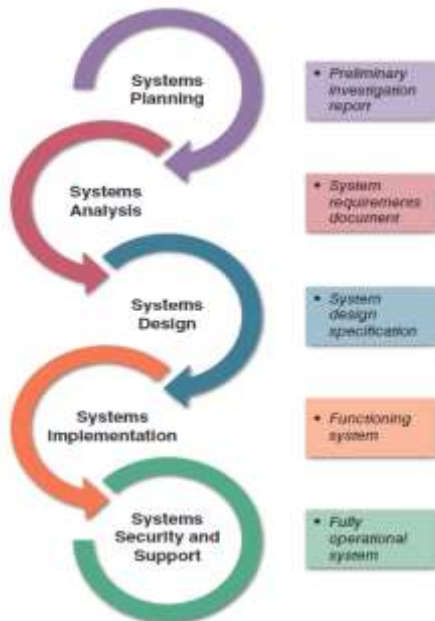 Systems
Planning
• Preliminary
investigation
report
Systems
Analysis
• System
requirements
document
Systems
Design
• System
design
specification
Systems
Implementation
• Functioning
system
Systems
Security and
Support
• Fully
operational
system